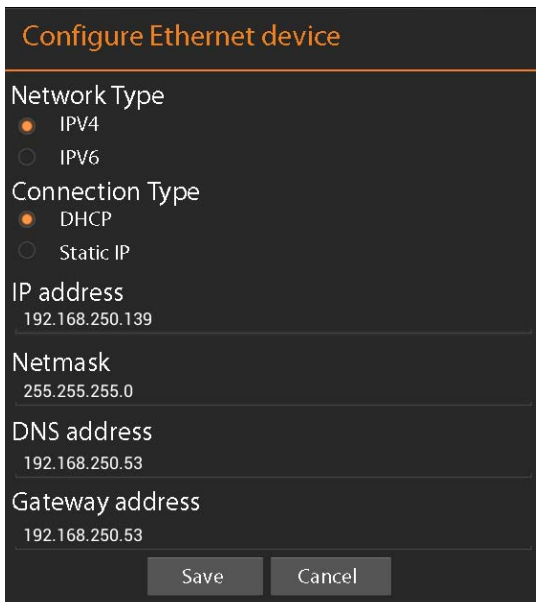 Configure Ethernet device
Network Type
IPV4
IPV6
Connection Type
DHCP
Static IP
IP address
192.168.250.139
Netmask
255.255.255.0
DNS address
192.168.250.53
Gateway address
192.168.250.53
Save Cancel